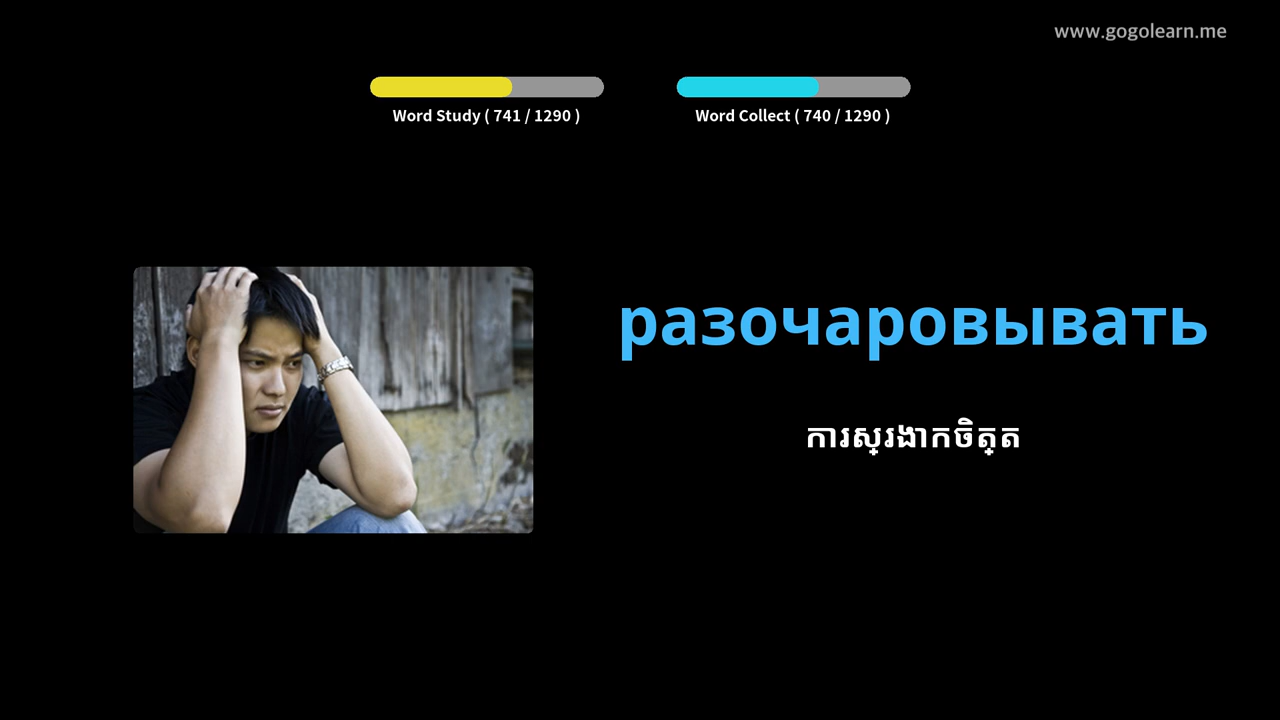 www.gogolearn.me
Word Study ( 741 / 1290 )
Word Collect ( 740 / 1290 )
разочаровывать
ការស្រងាកចិត្ត